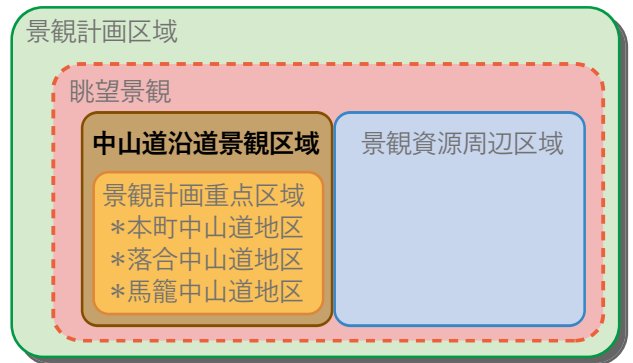 景観計画区域
眺望景観
中山道沿道景観区域
景観資源周辺区域
景観計画重点区域
＊本町中山道地区
＊落合中山道地区
＊馬籠中山道地区